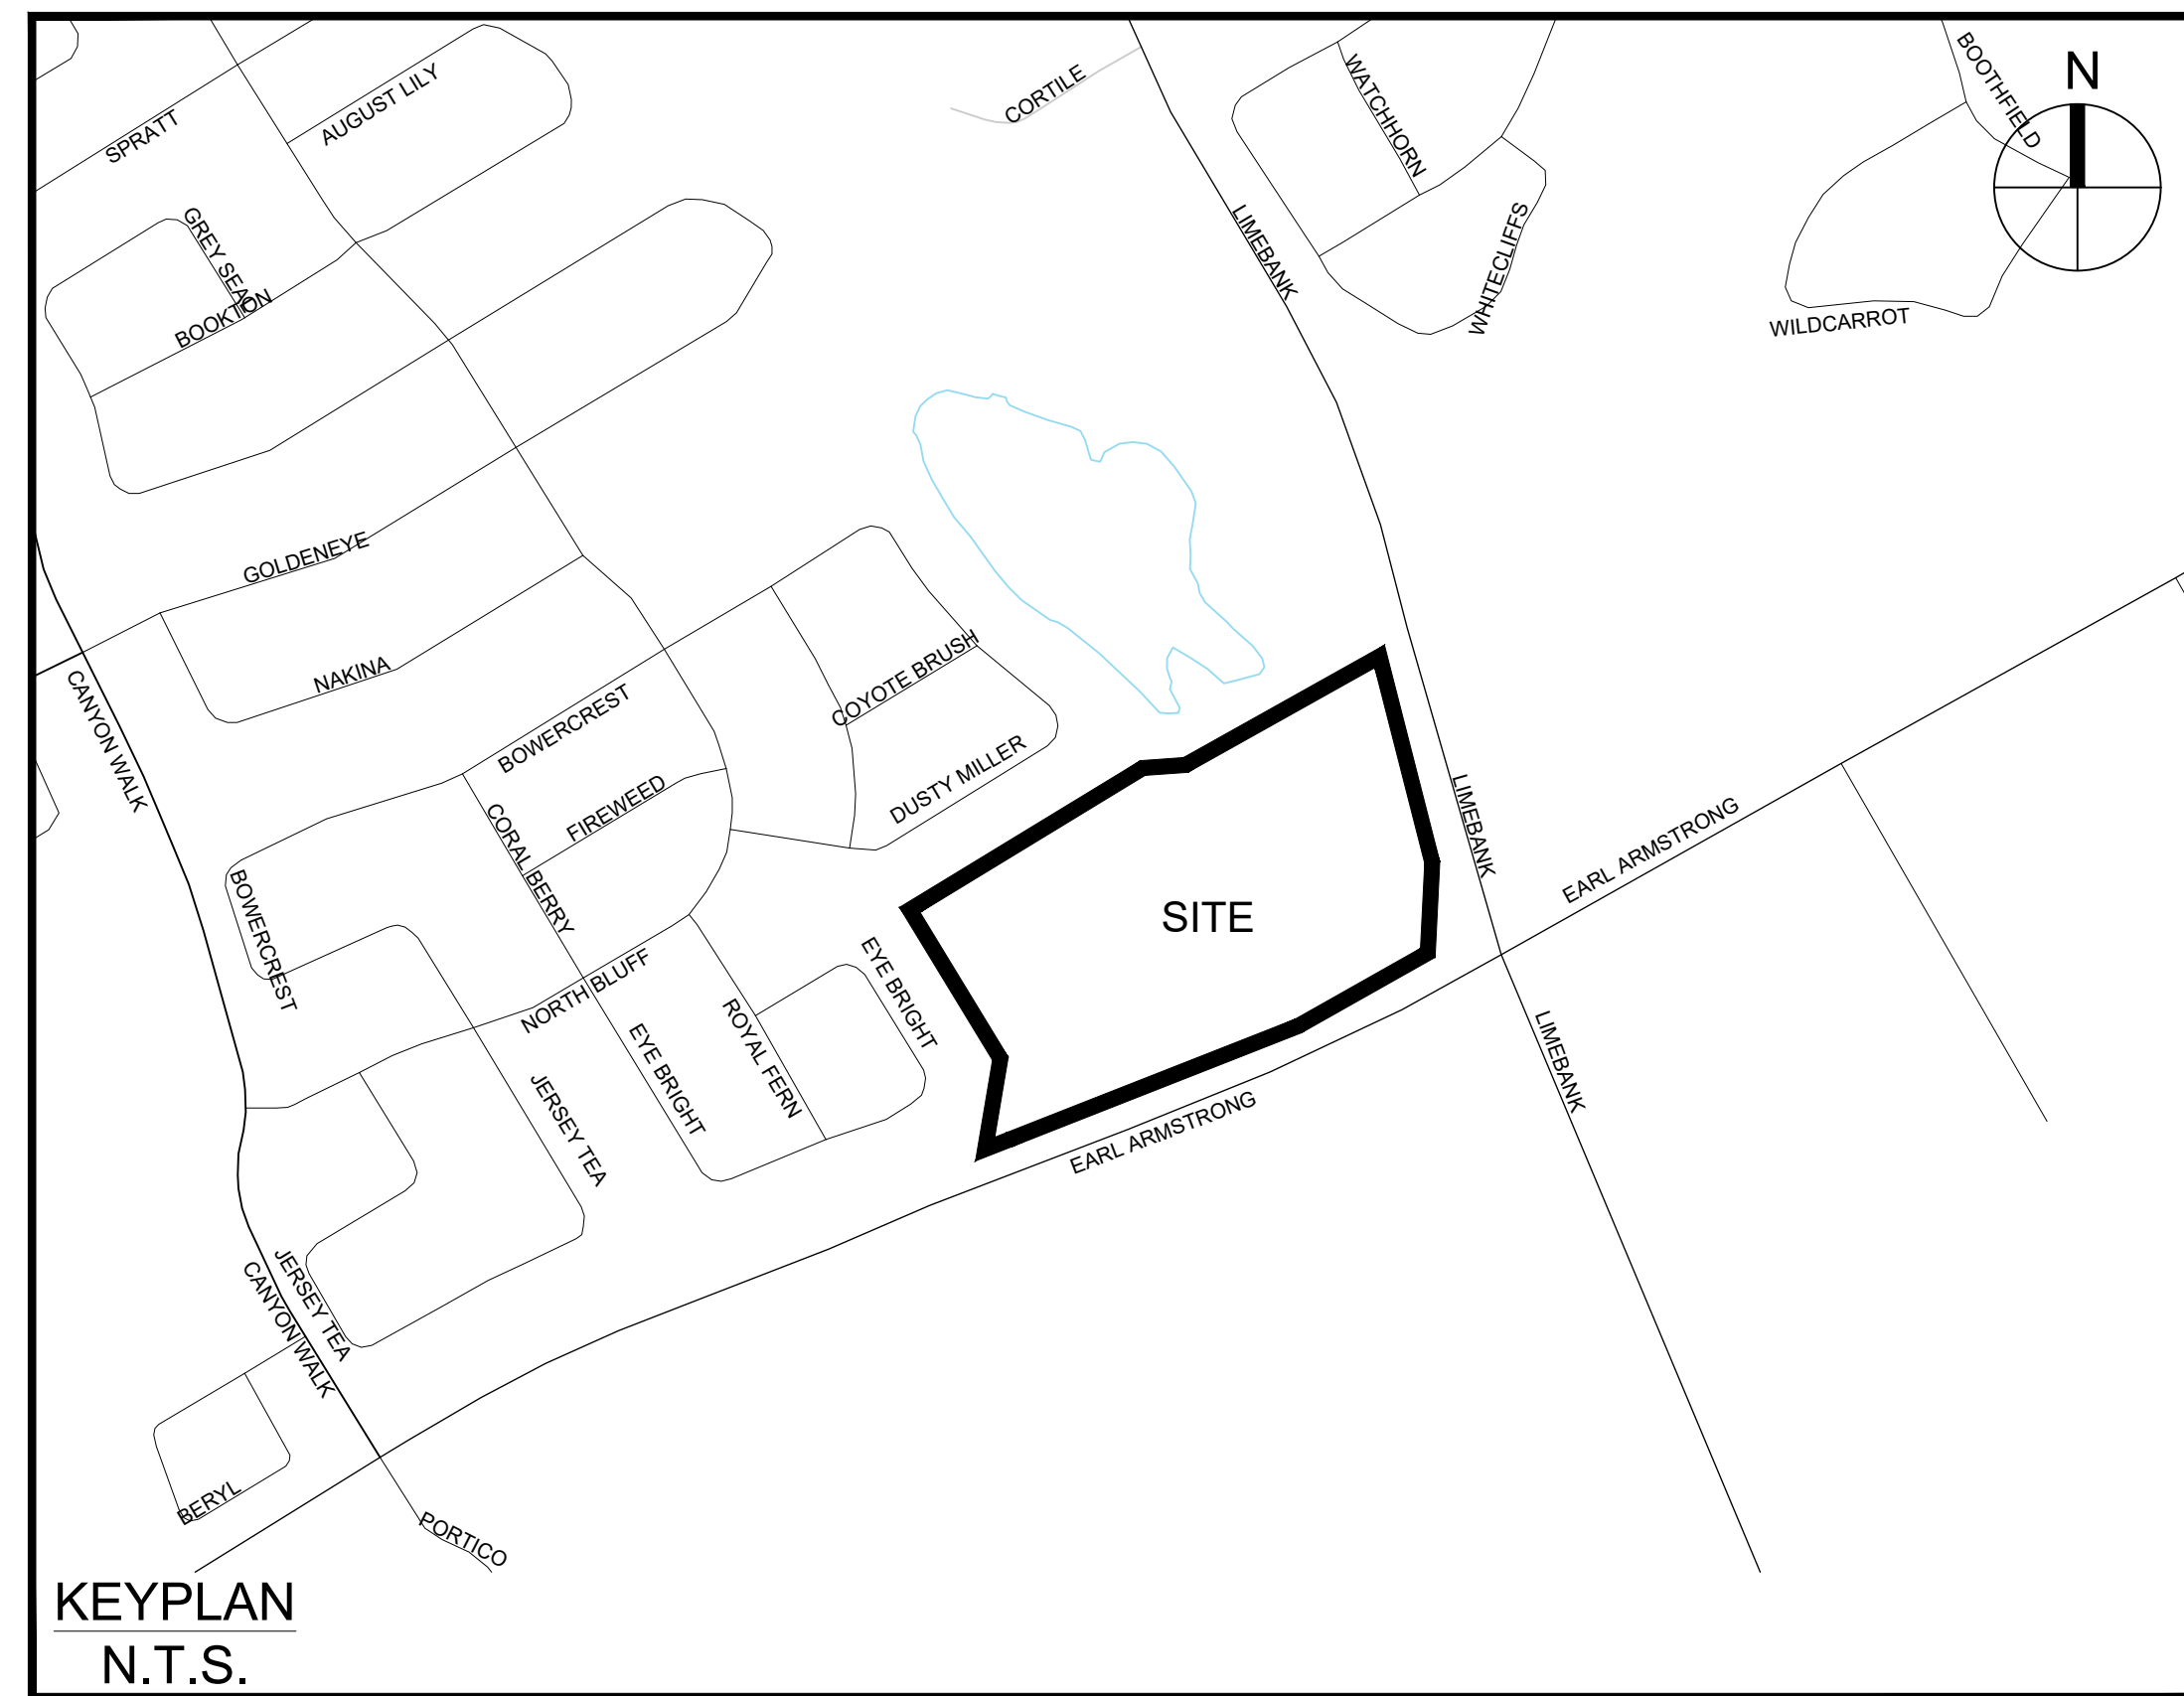 BOOTHFIELD
N
WATCHHORN
CORTILE
AUGUST LILY
SPRATT
GREY SEAL
LIMEBANK
WHITECLIFFS
BOOKTON
WILDCARROT
GOLDENEYE
NAKINA
COYOTE BRUSH
CANYON WALK
BOWERCREST
DUSTY MILLER
FIREWEED
LIMEBANK
EARL ARMSTRONG
CORAL BERRY
BOWERCREST
SITE
EYE BRIGHT
NORTH BLUFF
ROYAL FERN
EYE BRIGHT
LIMEBANK
JERSEY TEA
EARL ARMSTRONG
JERSEY TEA
CANYON WALK
BERYL
PORTICO
KEYPLAN
N.T.S.